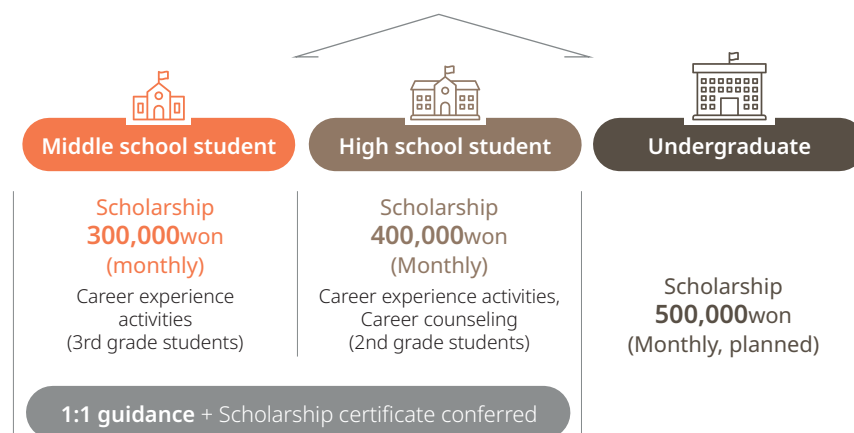 Middle school student
High school student
Undergraduate
Scholarship
300,000won
(monthly)
Career experience
activities
(3rd grade students)
Scholarship
400,000won
(Monthly)
Career experience activities,
Career counseling
(2nd grade students)
Scholarship
500,000won
(Monthly, planned)
1:1 guidance + Scholarship certificate conferred